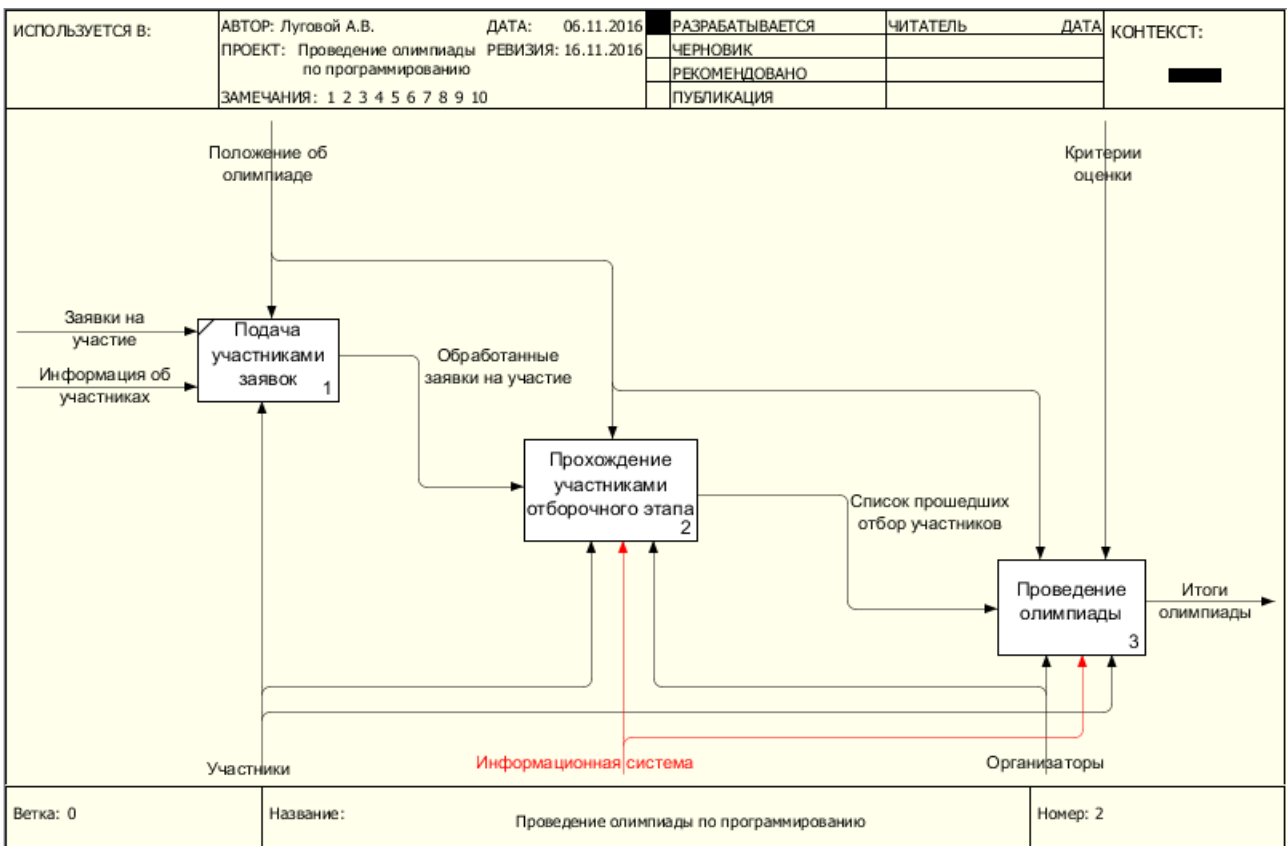 ИСПОЛЬЗУЕТСЯ В:
АВТОР: Луговой А.В.
ДАТА: 06.11.2016
ПРОЕКТ: Проведение олимпиады
по программированию
РЕВИЗИЯ: 16.11.2016
ЗАМЕЧАНИЯ: 1 2 3 4 5 6 7 8 9 10
РАЗРАБАТЫВАЕТСЯ
ЧЕРНОВИК
РЕКОМЕНДОВАНО
ПУБЛИКАЦИЯ
ЧИТАТЕЛЬ
ДАТА
КОНТЕКСТ:
Положение об
олимпиаде
Критерии
оценки
Заявки на
участие
Информация об
участниках
Подача
участниками
заявок
1
Обработанные
заявки на участие
Прохождение
участниками
отборочного этапа
2
Список прошедших
отбор участников
Проведение
олимпиады
3
Итоги
олимпиады
Участники
Информационная система
Организаторы
Ветка: 0
Название:
Проведение олимпиады по программированию
Номер: 2